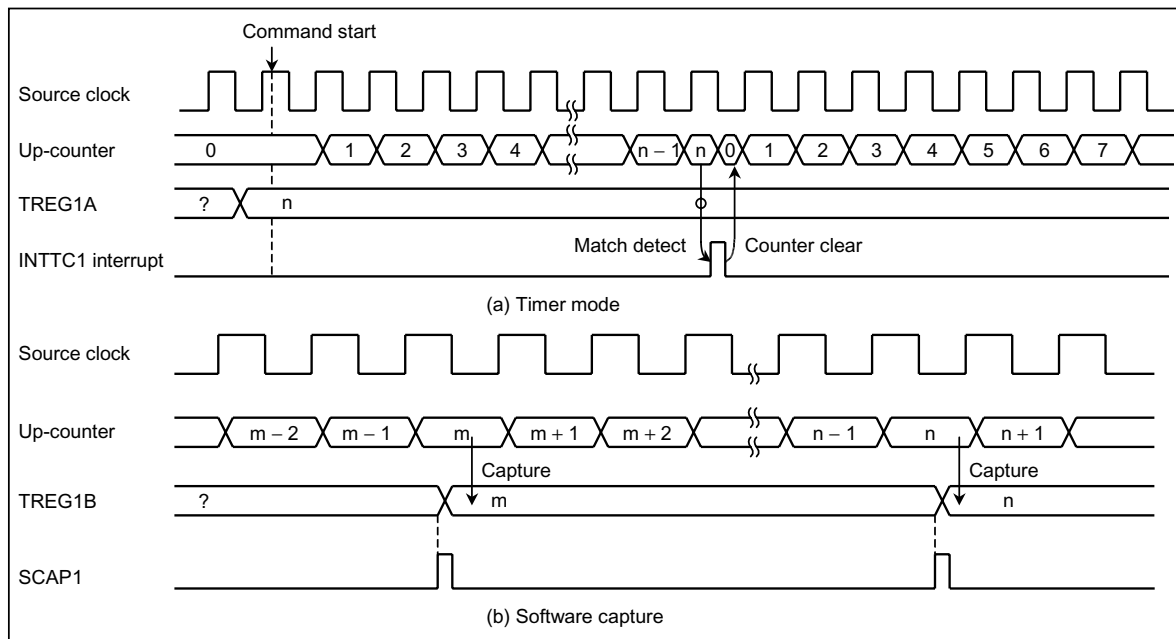 Command start
Source clock
Up-counter 0 1 2 3 4 n – 1 n 0 1 2 3 4 5 6 7
TREG1A ? n
Match detect Counter clear
INTTC1 interrupt
(a) Timer mode
Source clock
Up-counter m – 2 m – 1 m m + 1 m + 2 n – 1 n n + 1
Capture Capture
TREG1B ? m n
SCAP1
(b) Software capture